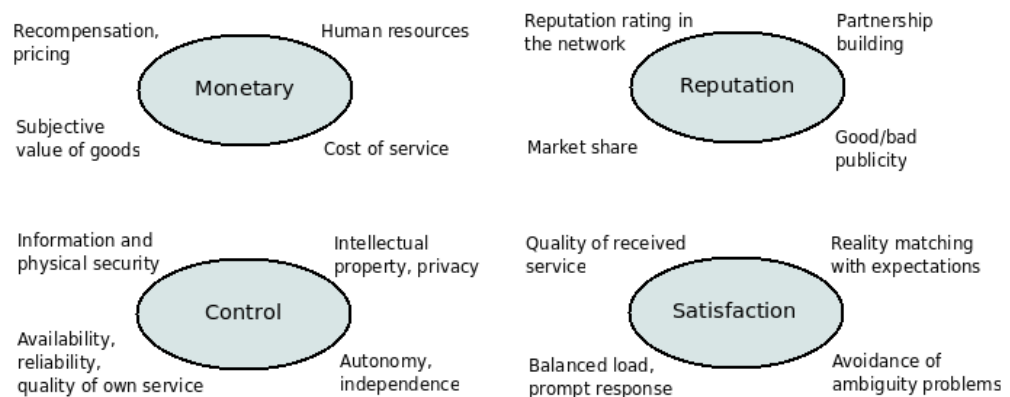 Recompensation,
pricing
Human resources
Monetary
Subjective
value of goods
Cost of service
Reputation rating in
the network
Partnership
building
Reputation
Market share
Good/bad
publicity
Information and
physical security
Intellectual
property, privacy
Control
Availability,
reliability,
quality of own service
Autonomy,
independence
Quality of received
service
Reality matching
with expectations
Satisfaction
Balanced load,
prompt response
Avoidance of
ambiguity problems